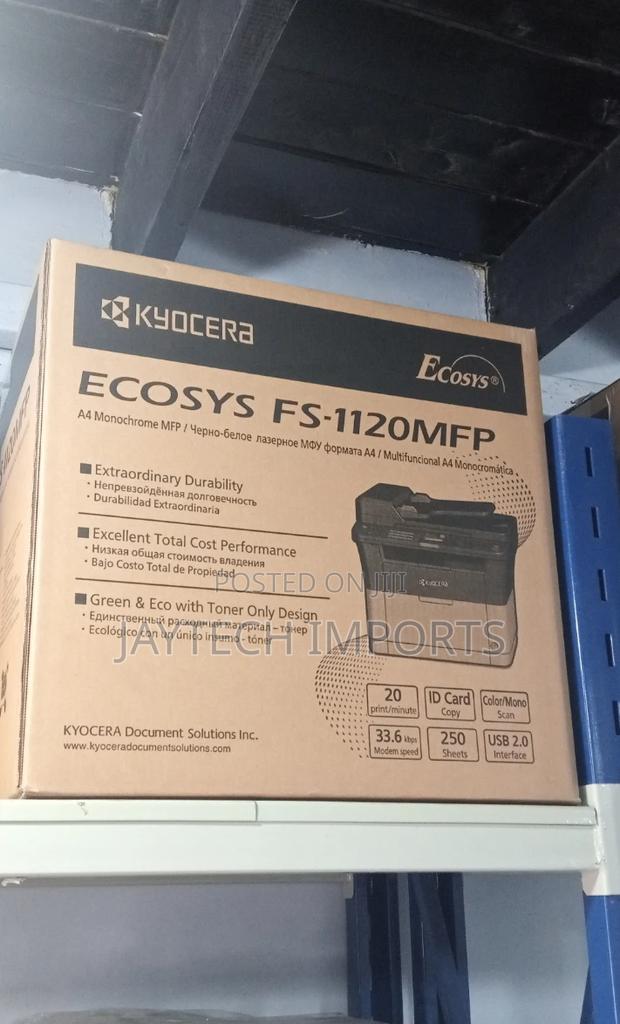 KYOCERA
ECOSYS®
ECOSYS FS-1120MFP
A4 Monochrome MFP / Черно-белое лазерное МФУ формата A4 / Multifuncional A4 Monocromática
Extraordinary Durability
· Непревзойдённая долговечность
· Durabilidad Extraordinaria
Excellent Total Cost Performance
· Низкая общая стоимость владения
· Bajo Costo Total de Propiedad
Green & Eco with Toner Only Design
· Единственный расходный материал – тонер
· Ecológico con un único insumo - tóner
KYOCERA
POSTED ON JIJI
JAYTECH IMPORTS
20
print/minute
ID Card
Copy
Color/Mono
Scan
33.6 kbps
Modem speed
250
Sheets
USB 2.0
Interface
KYOCERA Document Solutions Inc.
www.kyoceradocumentsolutions.com